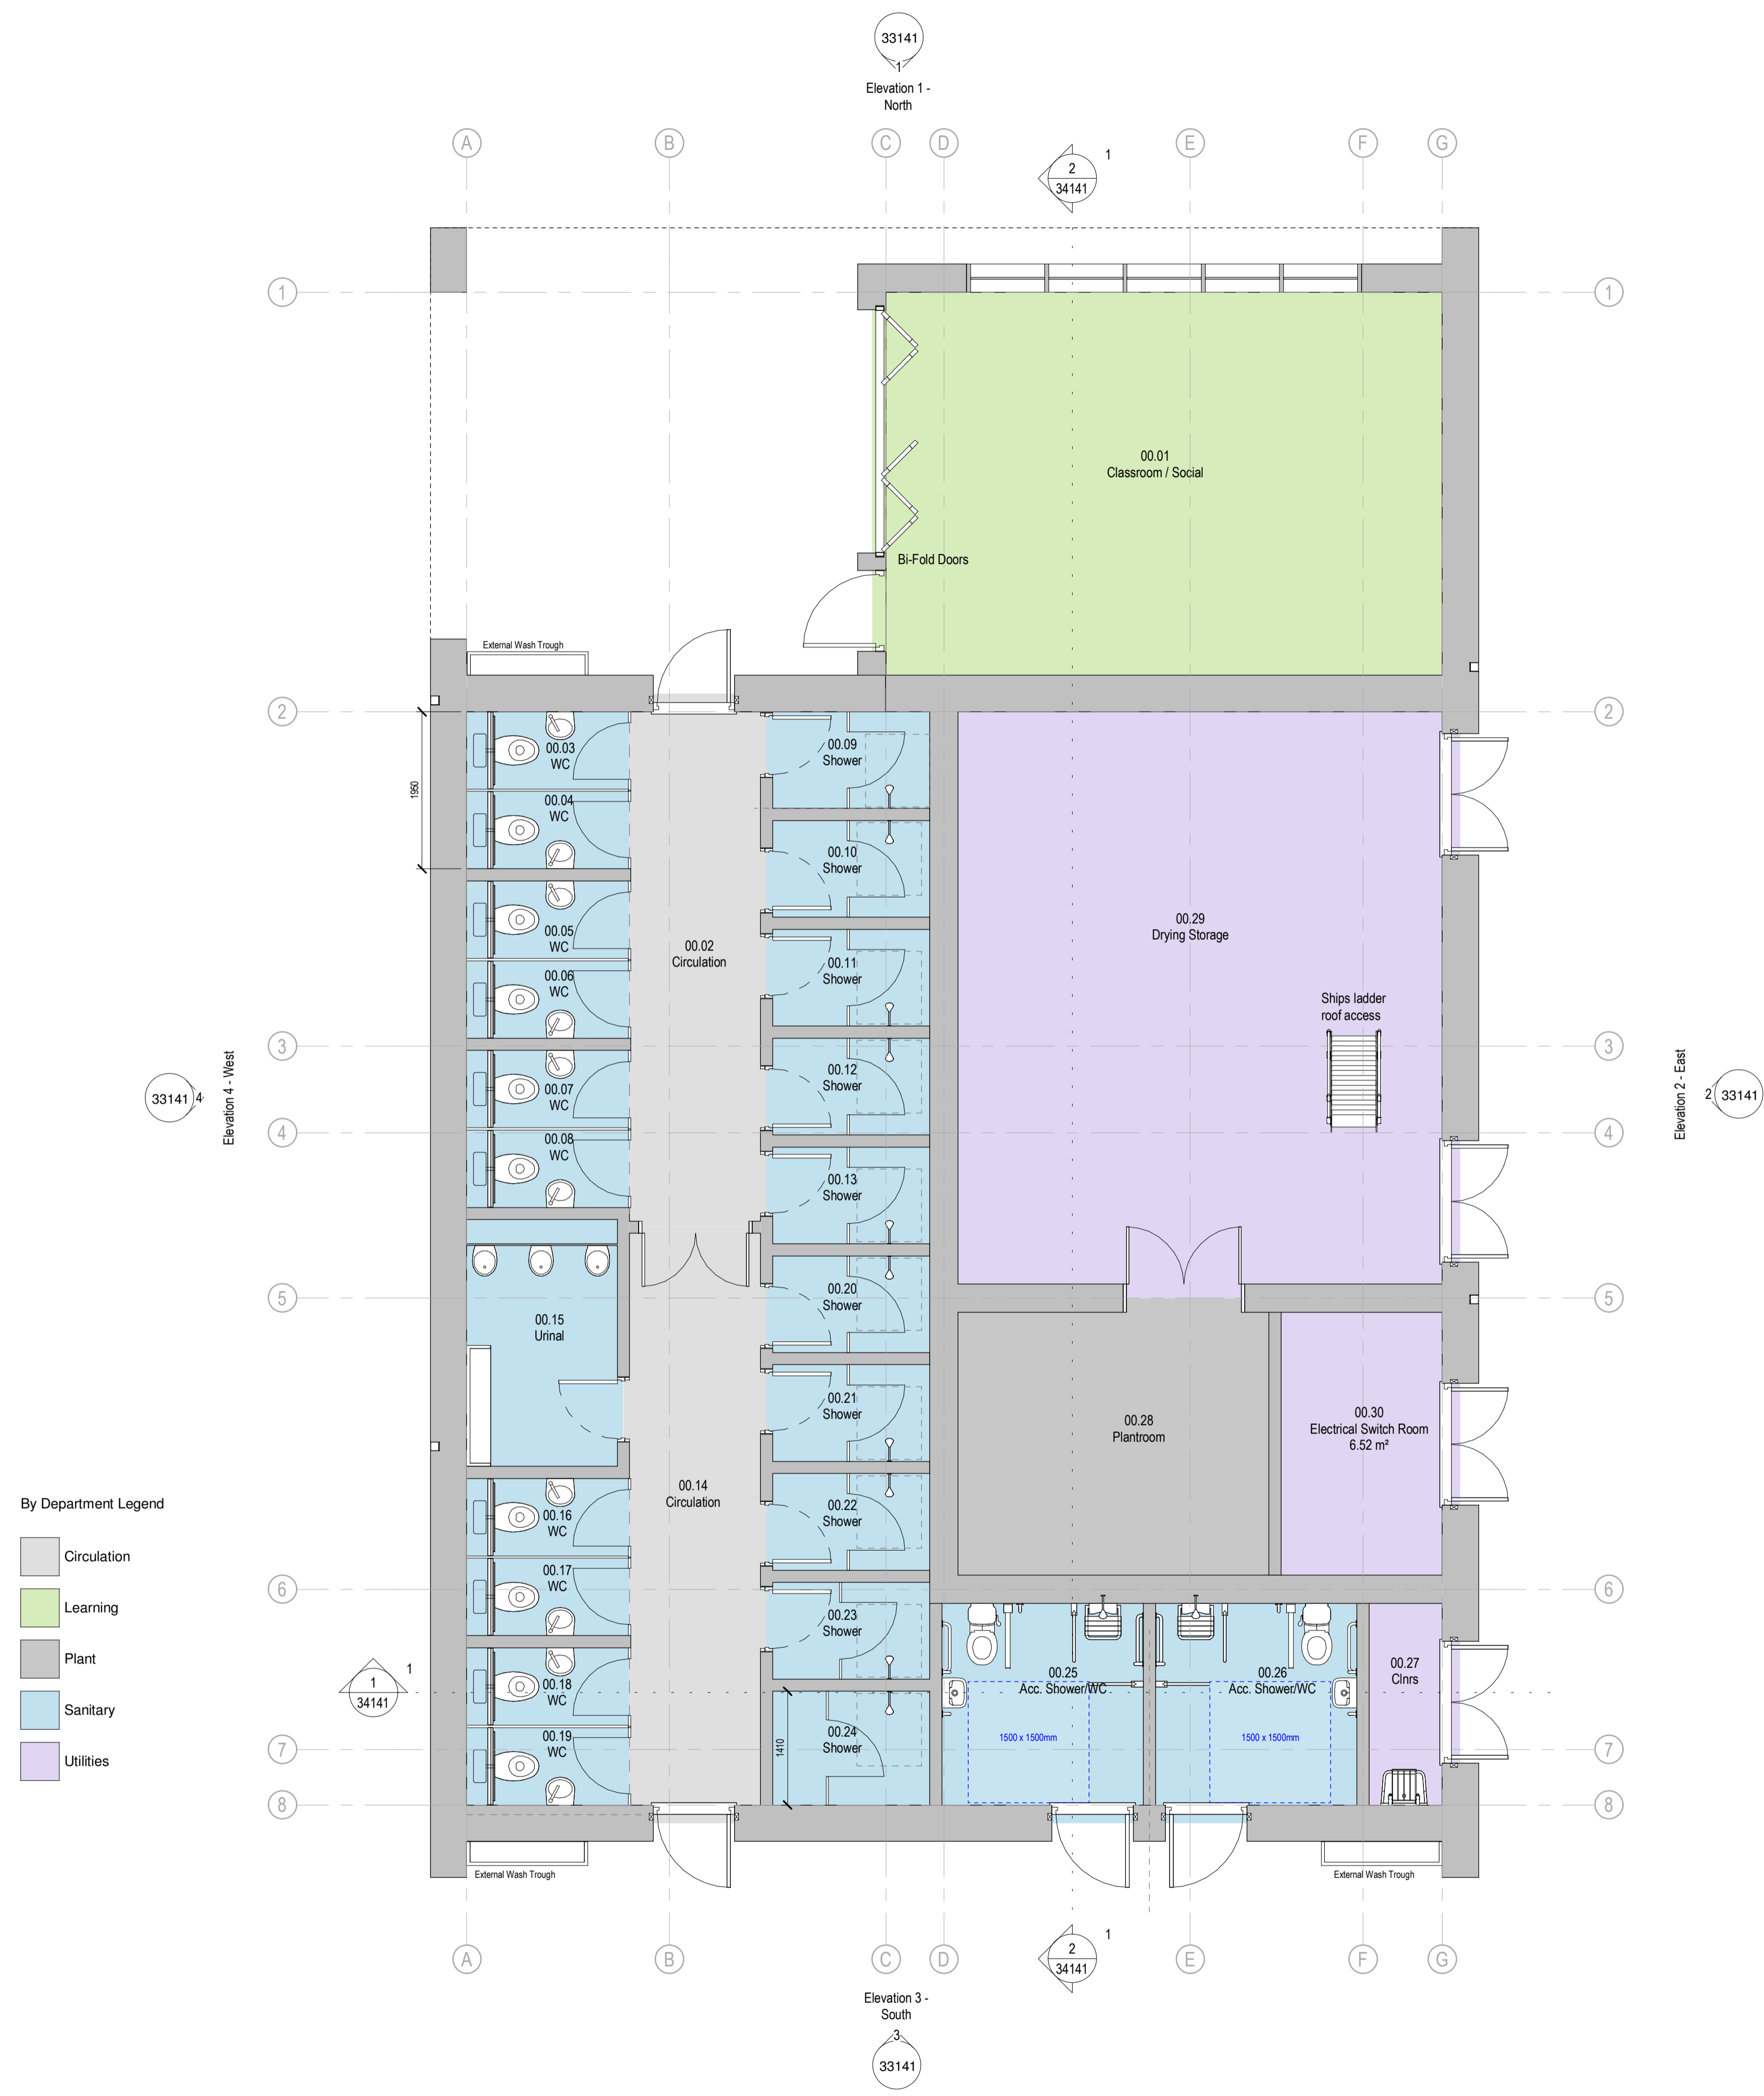 33141
1
Elevation 1 -
North
A
B
C
D
E
F
G
2
34141
1
1
1
00.01
Classroom / Social
Bi-Fold Doors
External Wash Trough
2
2
1950
00.03
WC
00.04
WC
00.05
WC
00.06
WC
00.07
WC
00.08
WC
00.02
Circulation
00.09
Shower
00.10
Shower
00.11
Shower
00.12
Shower
00.13
Shower
00.29
Drying Storage
Ships ladder
roof access
3
3
33141
4
Elevation 4 - West
Elevation 2 - East
2
33141
4
4
5
5
00.15
Urinal
00.20
Shower
00.21
Shower
00.22
Shower
00.23
Shower
00.24
Shower
1410
00.14
Circulation
00.28
Plantroom
00.30
Electrical Switch Room
6.52 m²
00.16
WC
00.17
WC
00.18
WC
00.19
WC
6
6
00.25
Acc. Shower/WC
1500 x 1500mm
00.26
Acc. Shower/WC
1500 x 1500mm
00.27
Clnrs
1
34141
1
7
7
8
8
External Wash Trough
External Wash Trough
By Department Legend
Circulation
Learning
Plant
Sanitary
Utilities
A
B
C
D
E
F
G
2
34141
1
Elevation 3 -
South
3
33141